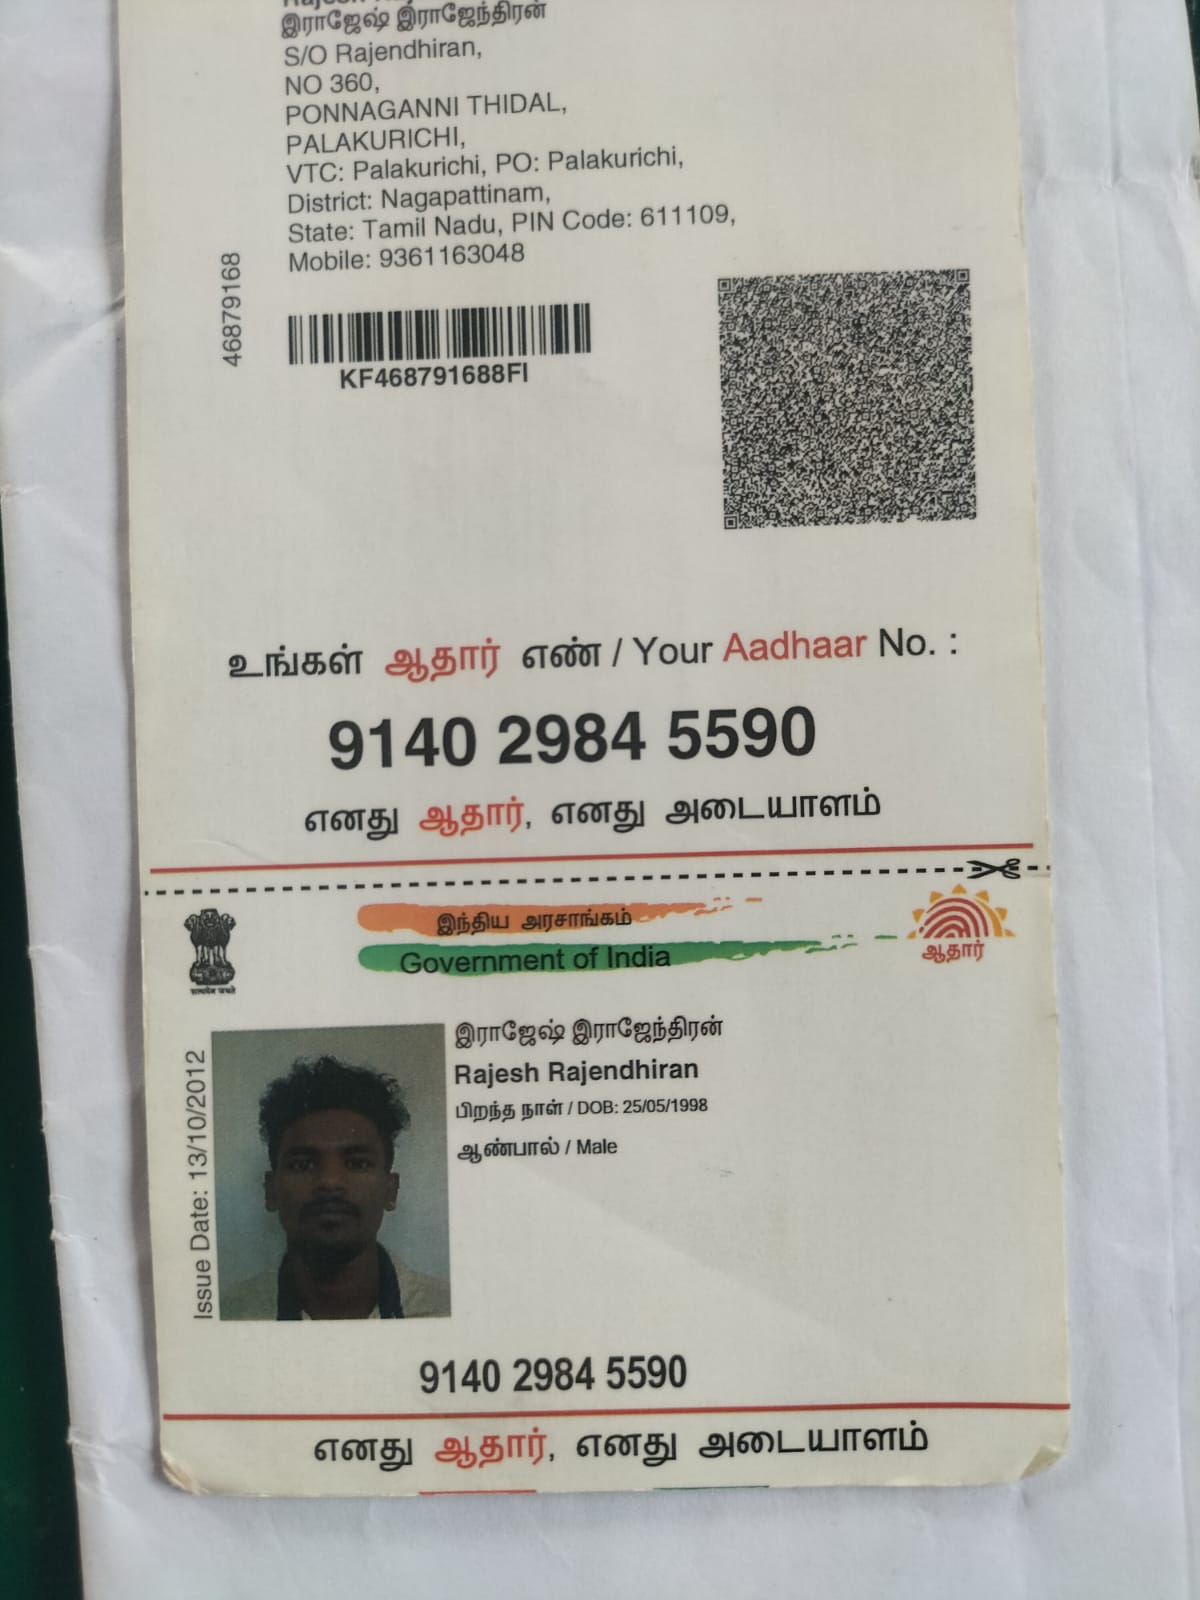 இராஜேஷ் இராஜேந்திரன்
S/O Rajendhiran,
NO 360,
PONNAGANNI THIDAL,
PALAKURICHI,
VTC: Palakurichi, PO: Palakurichi,
District: Nagapattinam,
State: Tamil Nadu, PIN Code: 611109,
Mobile: 9361163048
46879168
KF468791688FI
உங்கள் ஆதார் எண் / Your Aadhaar No. :
9140 2984 5590
எனது ஆதார், எனது அடையாளம்
இந்திய அரசாங்கம்
Government of India
ஆதார்
सत्यमेव जयते
இராஜேஷ் இராஜேந்திரன்
Rajesh Rajendhiran
பிறந்த நாள் / DOB: 25/05/1998
ஆண்பால் / Male
Issue Date: 13/10/2012
9140 2984 5590
எனது ஆதார், எனது அடையாளம்